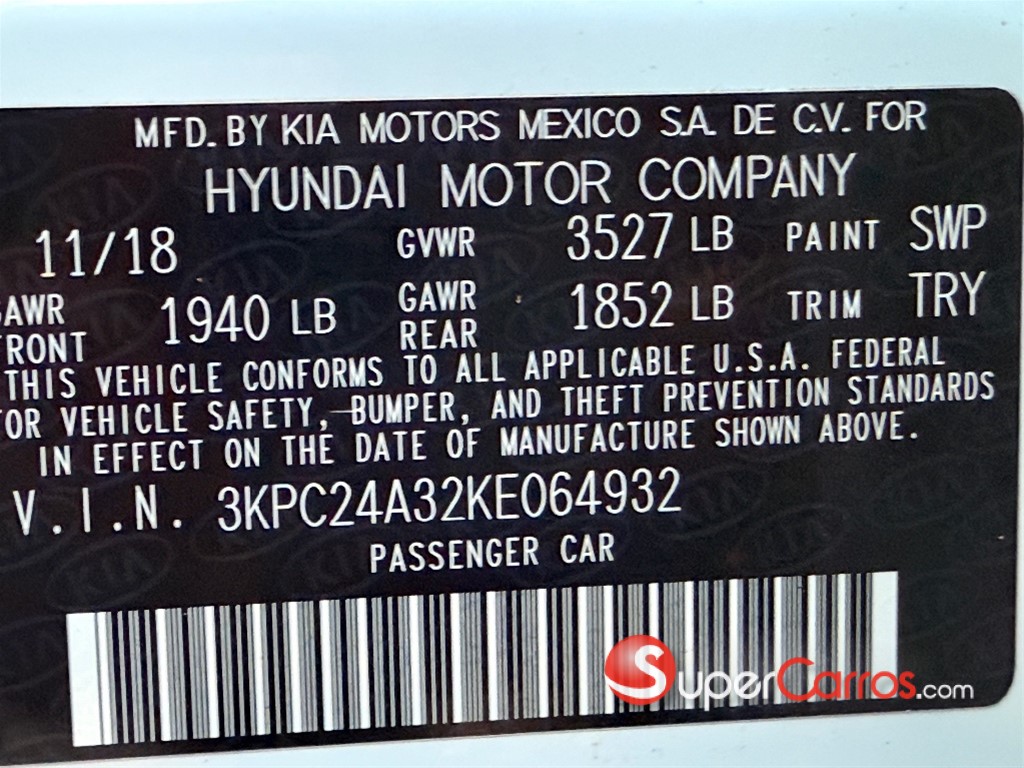 MFD. BY KIA MOTORS MEXICO S.A. DE C.V. FOR
HYUNDAI MOTOR COMPANY
11/18 GVWR 3527 LB PAINT SWP
GAWR FRONT 1940 LB GAWR REAR 1852 LB TRIM TRY
THIS VEHICLE CONFORMS TO ALL APPLICABLE U.S.A. FEDERAL
OR VEHICLE SAFETY, BUMPER, AND THEFT PREVENTION STANDARDS
IN EFFECT ON THE DATE OF MANUFACTURE SHOWN ABOVE.
V.I.N. 3KPC24A32KE064932
PASSENGER CAR
SuperCarros.com